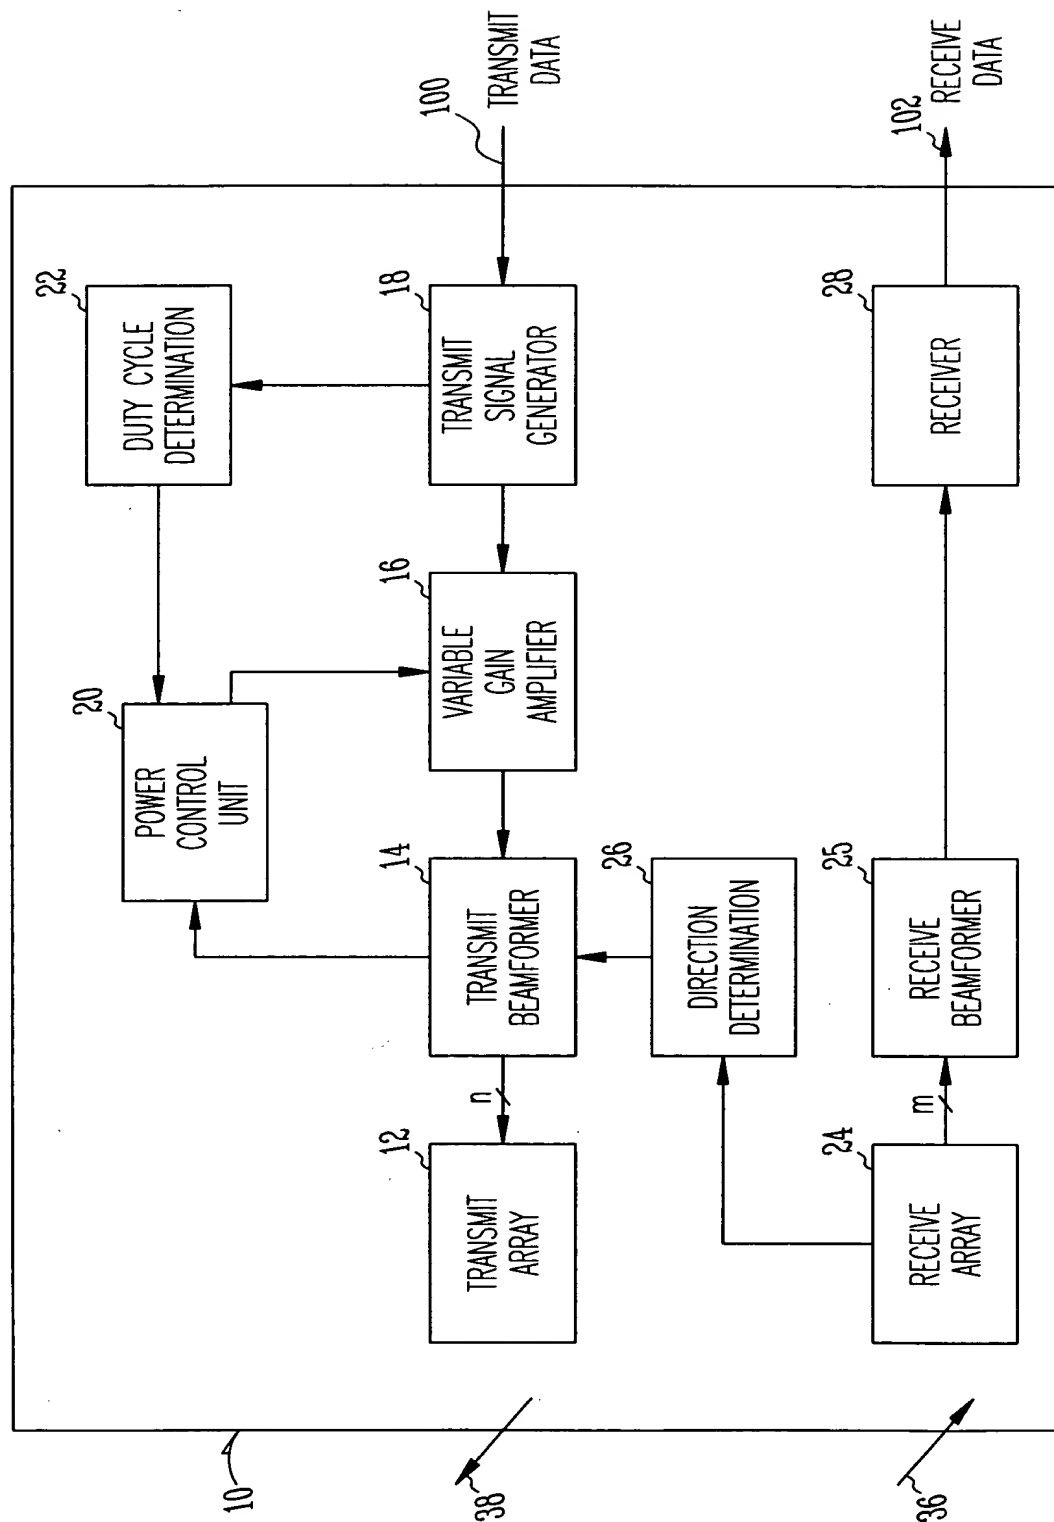 10
22
DUTY CYCLE
DETERMINATION
20
POWER
CONTROL
UNIT
38
12
TRANSMIT
ARRAY
n
14
TRANSMIT
BEAMFORMER
16
VARIABLE
GAIN
AMPLIFIER
18
TRANSMIT
SIGNAL
GENERATOR
100
TRANSMIT
DATA
26
DIRECTION
DETERMINATION
36
24
RECEIVE
ARRAY
m
25
RECEIVE
BEAMFORMER
28
RECEIVER
102
RECEIVE
DATA